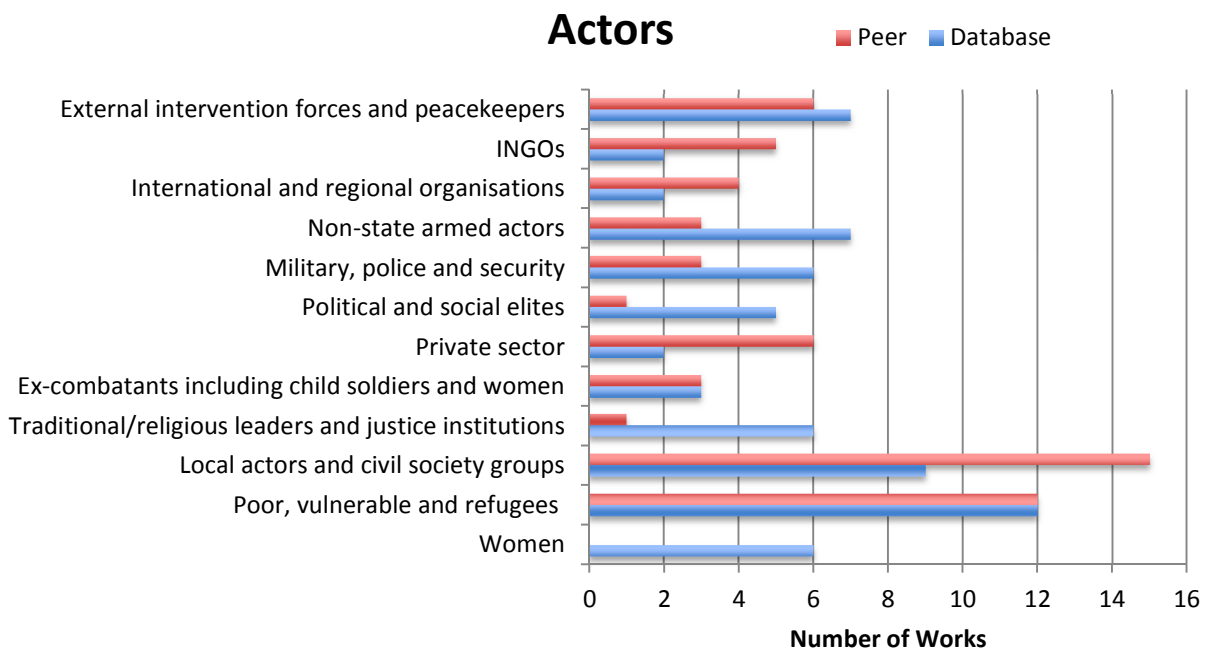 Actors
Peer Database
External intervention forces and peacekeepers
INGOs
International and regional organisations
Non-state armed actors
Military, police and security
Political and social elites
Private sector
Ex-combatants including child soldiers and women
Traditional/religious leaders and justice institutions
Local actors and civil society groups
Poor, vulnerable and refugees
Women
0 2 4 6 8 10 12 14 16
Number of Works